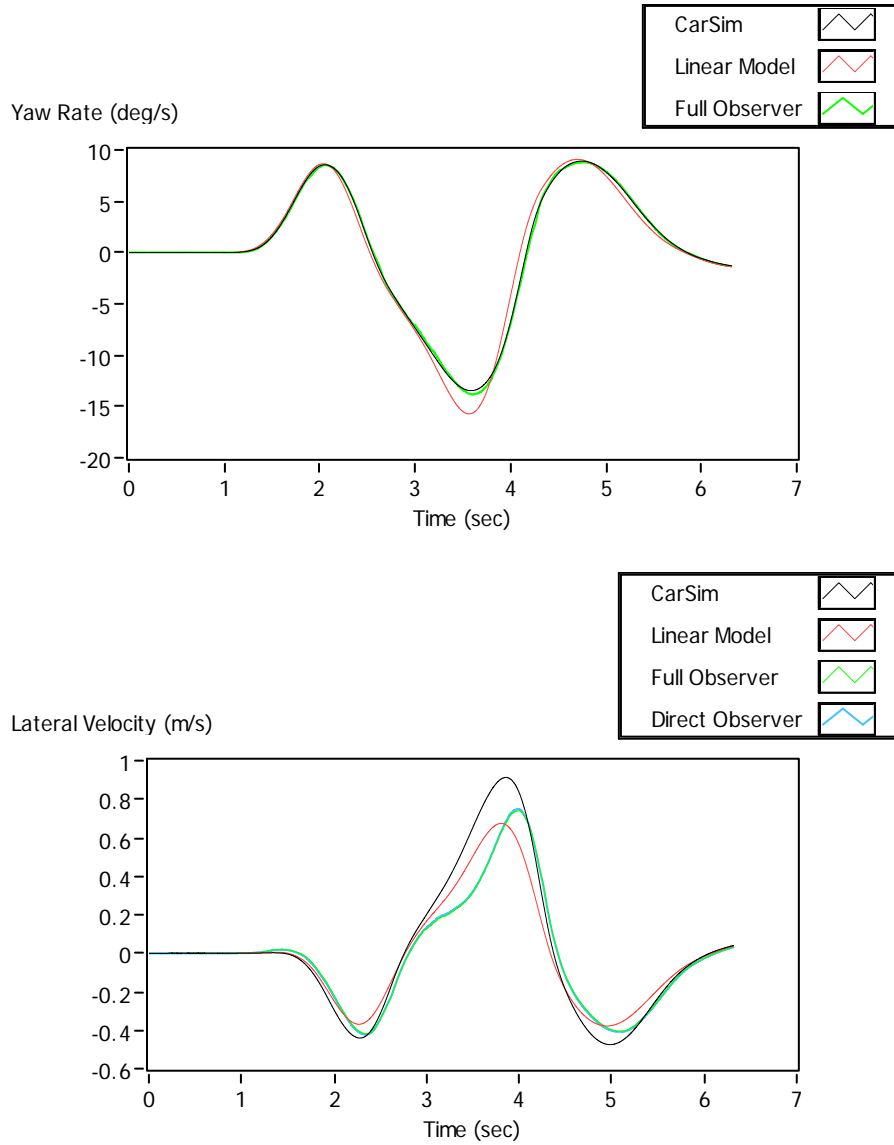 CarSim
Linear Model
Full Observer
Yaw Rate (deg/s)
10
5
0
-5
-10
-15
-20
0 1 2 3 4 5 6 7
Time (sec)
CarSim
Linear Model
Full Observer
Direct Observer
Lateral Velocity (m/s)
1
0.8
0.6
0.4
0.2
0
-0.2
-0.4
-0.6
0 1 2 3 4 5 6 7
Time (sec)